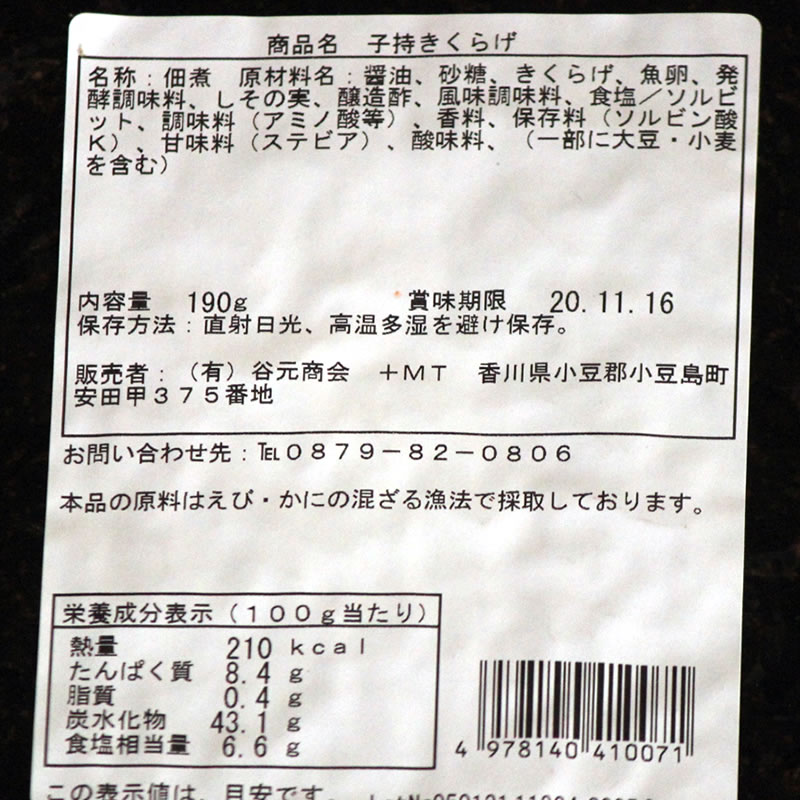 商品名　子持きくらげ
名称：佃煮　原材料名：醤油、砂糖、きくらげ、魚卵、発
酵調味料、しその実、醸造酢、風味調味料、食塩／ソルビ
ット、調味料（アミノ酸等）、香料、保存料（ソルビン酸
Ｋ）、甘味料（ステビア）、酸味料、（一部に大豆・小麦
を含む）
内容量　190g　賞味期限　20.11.16
保存方法：直射日光、高温多湿を避け保存。
販売者：（有）谷元商会　＋ＭＴ　香川県小豆郡小豆島町
安田甲３７５番地
お問い合わせ先：℡０８７９－８２－０８０６
本品の原料はえび・かにの混ざる漁法で採取しております。
栄養成分表示（１００ｇ当たり）
熱量　210　ｋｃａｌ
たんぱく質　8.4　ｇ
脂質　0.4　ｇ
炭水化物　43.1　ｇ
食塩相当量　6.6　ｇ
4 978140 410071
この表示値は、目安です。